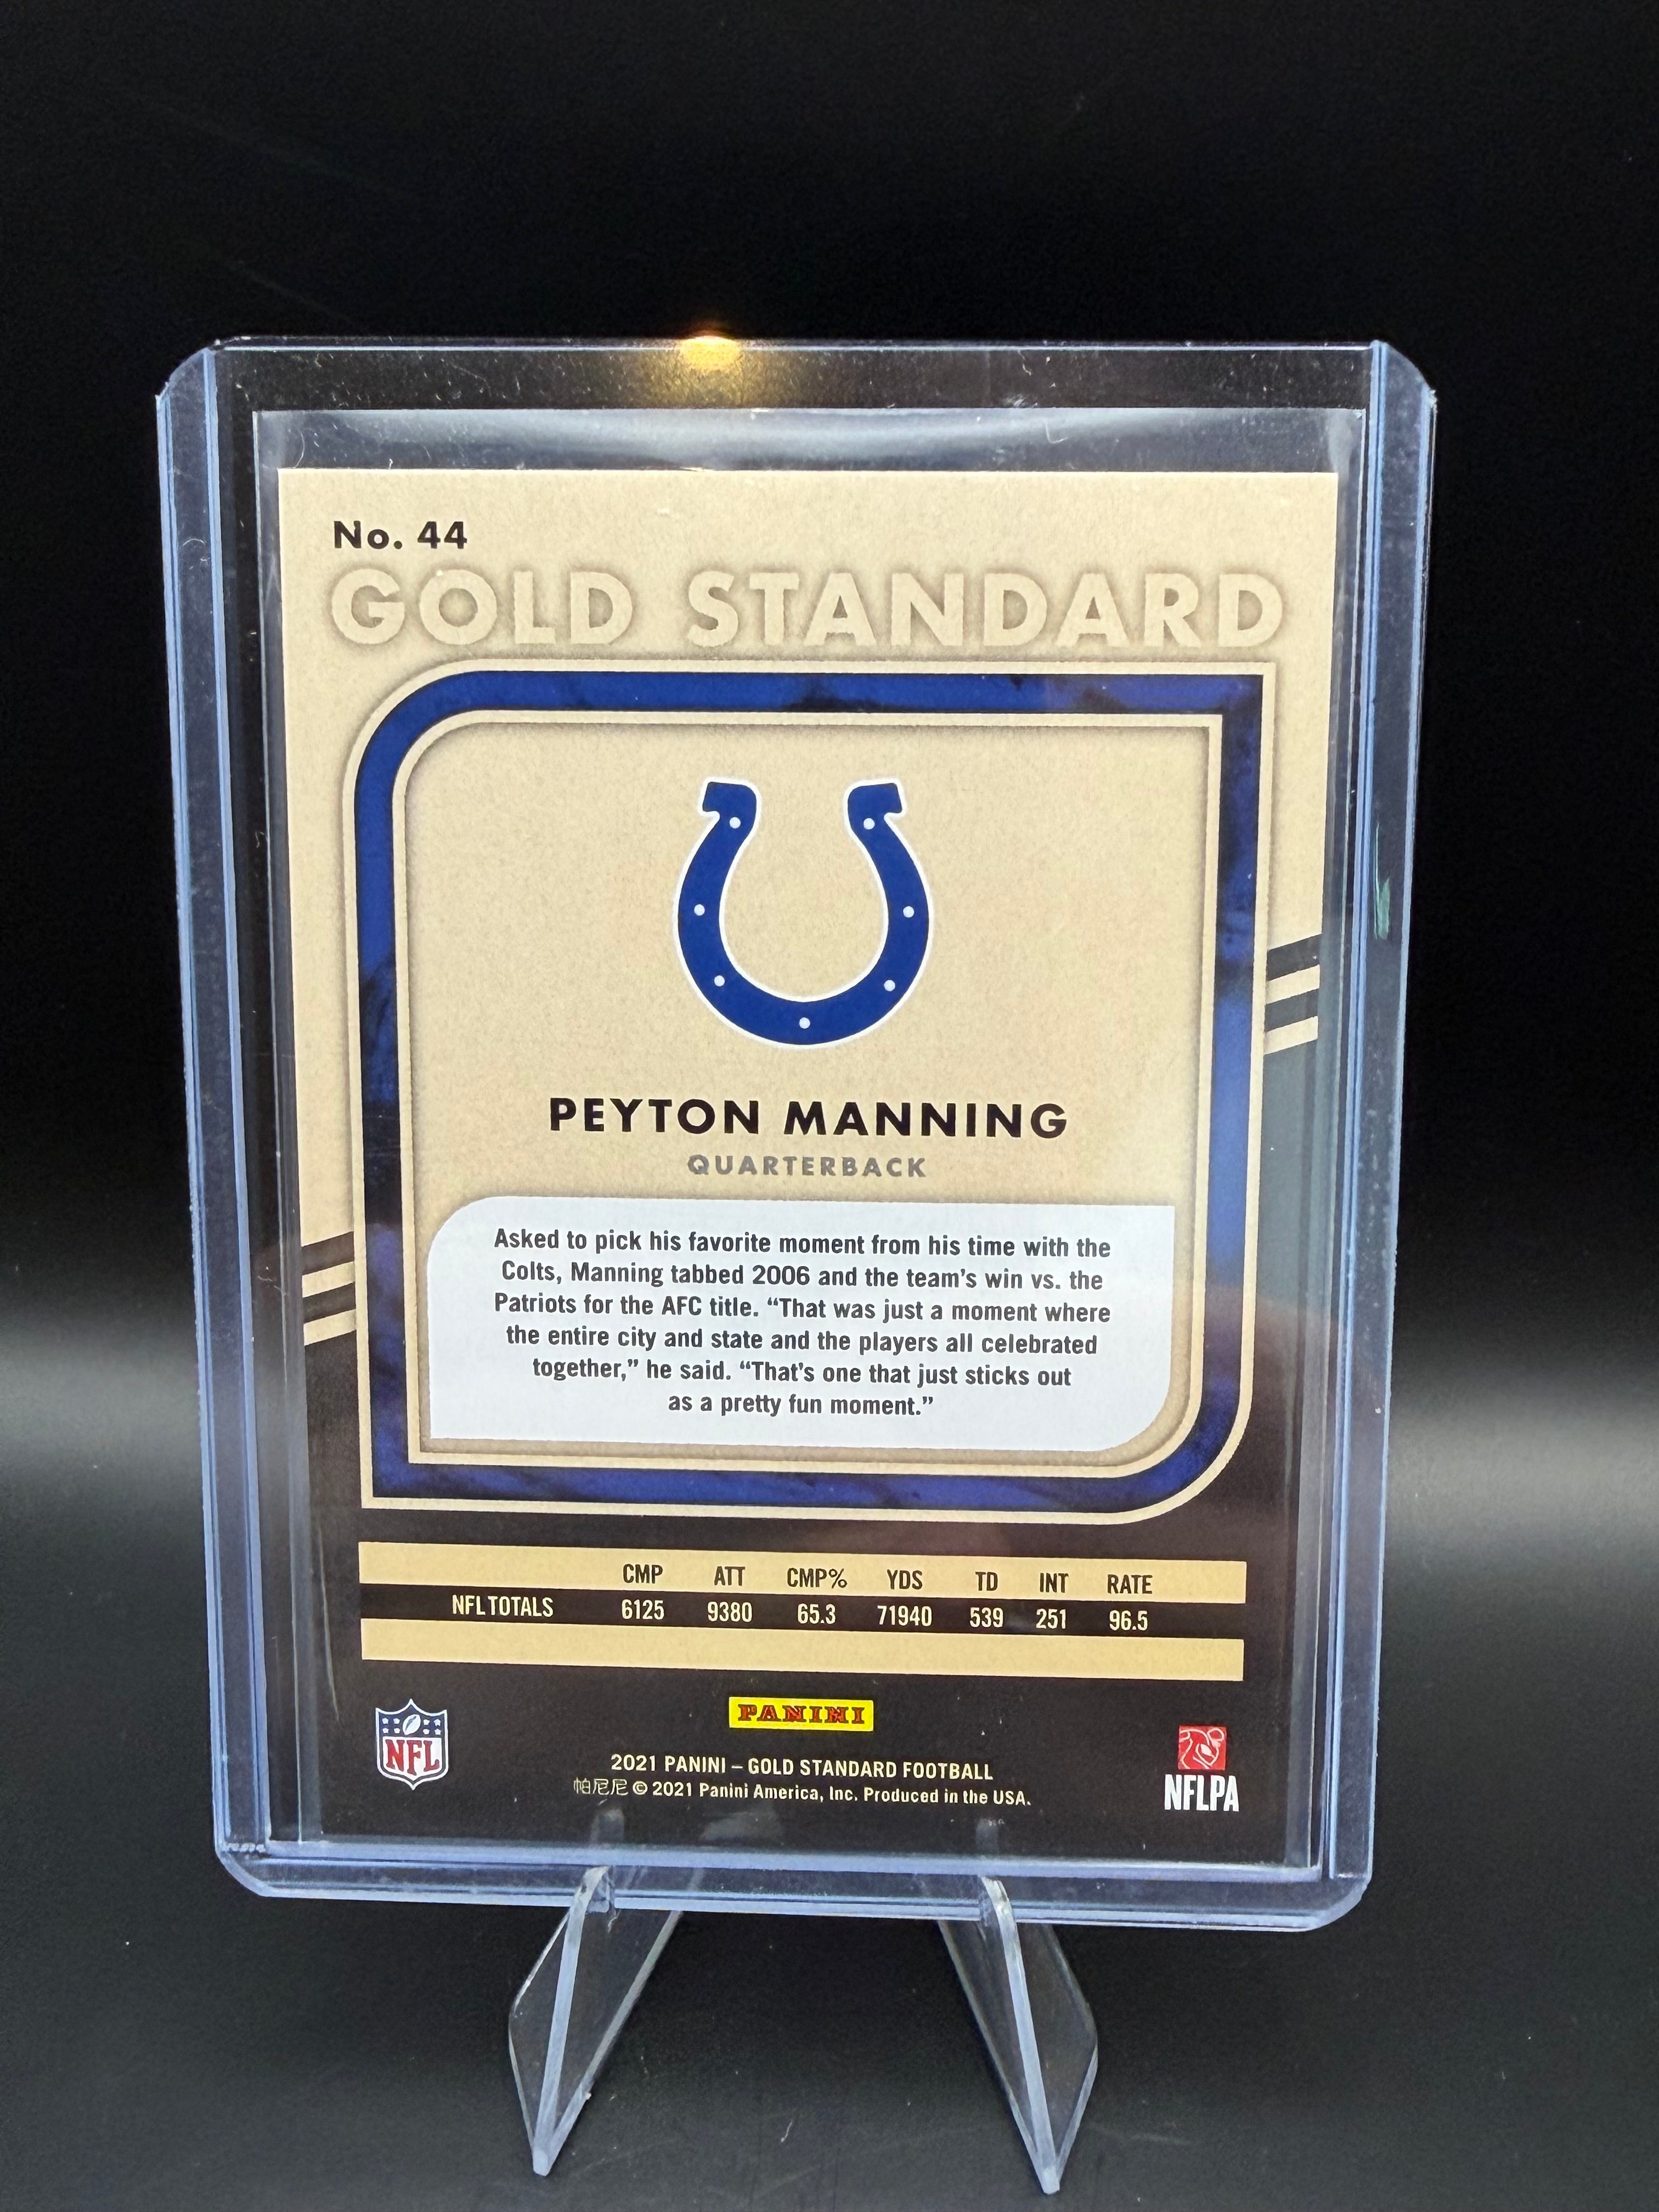 No. 44
GOLD STANDARD
PEYTON MANNING
QUARTERBACK
Asked to pick his favorite moment from his time with the
Colts, Manning tabbed 2006 and the team's win vs. the
Patriots for the AFC title. “That was just a moment where
the entire city and state and the players all celebrated
together,” he said. “That's one that just sticks out
as a pretty fun moment.”
CMP ATT CMP% YDS TD INT RATE
NFL TOTALS 6125 9380 65.3 71940 539 251 96.5
PANINI
NFL
2021 PANINI – GOLD STANDARD FOOTBALL
帕尼尼 © 2021 Panini America, Inc. Produced in the USA.
NFLPA